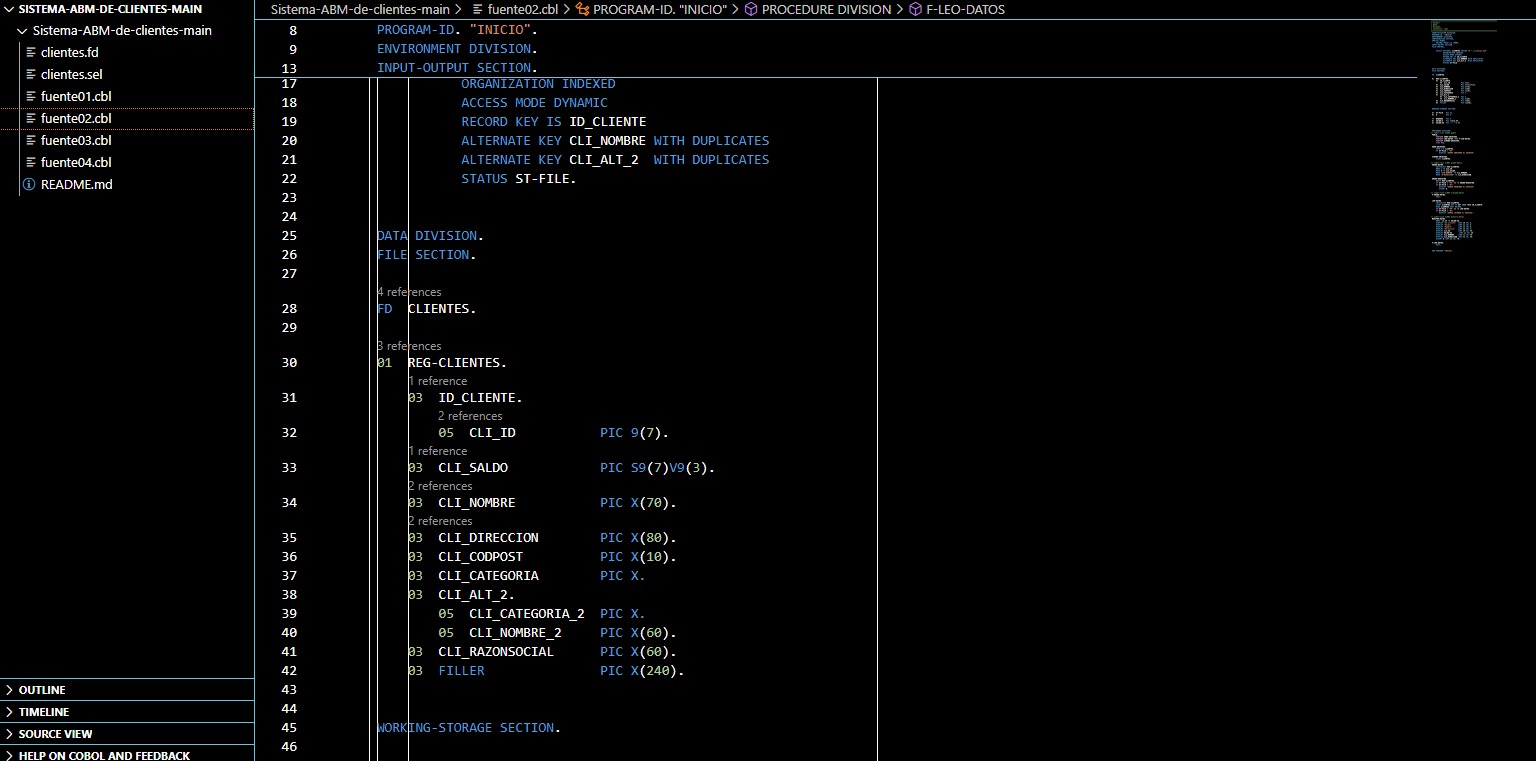 SISTEMA-ABM-DE-CLIENTES-MAIN
Sistema-ABM-de-clientes-main
clientes.fd
clientes.sel
fuente01.cbl
fuente02.cbl
fuente03.cbl
fuente04.cbl
README.md
OUTLINE
TIMELINE
SOURCE VIEW
HELP ON COBOL AND FEEDBACK
Sistema-ABM-de-clientes-main > fuente02.cbl > PROGRAM-ID. "INICIO" > PROCEDURE DIVISION > F-LEO-DATOS
8 PROGRAM-ID. "INICIO".
9 ENVIRONMENT DIVISION.
13 INPUT-OUTPUT SECTION.
17 ORGANIZATION INDEXED
18 ACCESS MODE DYNAMIC
19 RECORD KEY IS ID_CLIENTE
20 ALTERNATE KEY CLI_NOMBRE WITH DUPLICATES
21 ALTERNATE KEY CLI_ALT_2 WITH DUPLICATES
22 STATUS ST-FILE.
23
24
25 DATA DIVISION.
26 FILE SECTION.
27
4 references
28 FD CLIENTES.
29
3 references
30 01 REG-CLIENTES.
1 reference
31 03 ID_CLIENTE.
2 references
32 05 CLI_ID PIC 9(7).
1 reference
33 03 CLI_SALDO PIC S9(7)V9(3).
2 references
34 03 CLI_NOMBRE PIC X(70).
2 references
35 03 CLI_DIRECCION PIC X(80).
36 03 CLI_CODPOST PIC X(10).
37 03 CLI_CATEGORIA PIC X.
38 03 CLI_ALT_2.
39 05 CLI_CATEGORIA_2 PIC X.
40 05 CLI_NOMBRE_2 PIC X(60).
41 03 CLI_RAZONSOCIAL PIC X(60).
42 03 FILLER PIC X(240).
43
44
45 WORKING-STORAGE SECTION.
46